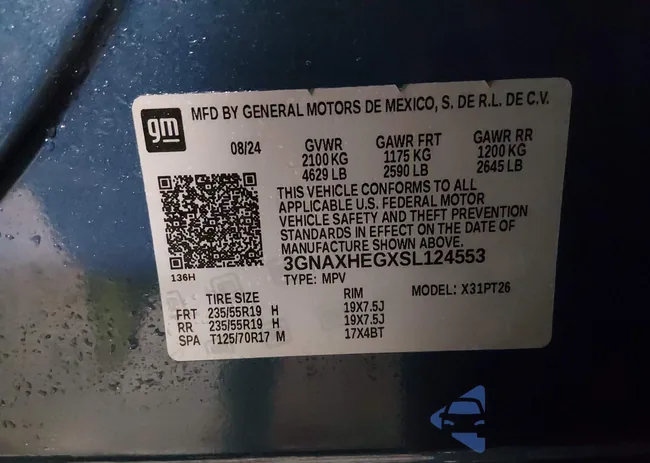 gm
MFD BY GENERAL MOTORS DE MEXICO, S. DE R.L. DE C.V.
08/24 GVWR GAWR FRT GAWR RR
2100 KG 1175 KG 1200 KG
4629 LB 2590 LB 2645 LB
THIS VEHICLE CONFORMS TO ALL
APPLICABLE U.S. FEDERAL MOTOR
VEHICLE SAFETY AND THEFT PREVENTION
STANDARDS IN EFFECT ON THE DATE OF
MANUFACTURE SHOWN ABOVE.
3GNAXHEGXSL124553
136H
TYPE: MPV MODEL: X31PT26
TIRE SIZE RIM
FRT 235/55R19 H 19X7.5J
RR 235/55R19 H 19X7.5J
SPA T125/70R17 M 17X4BT